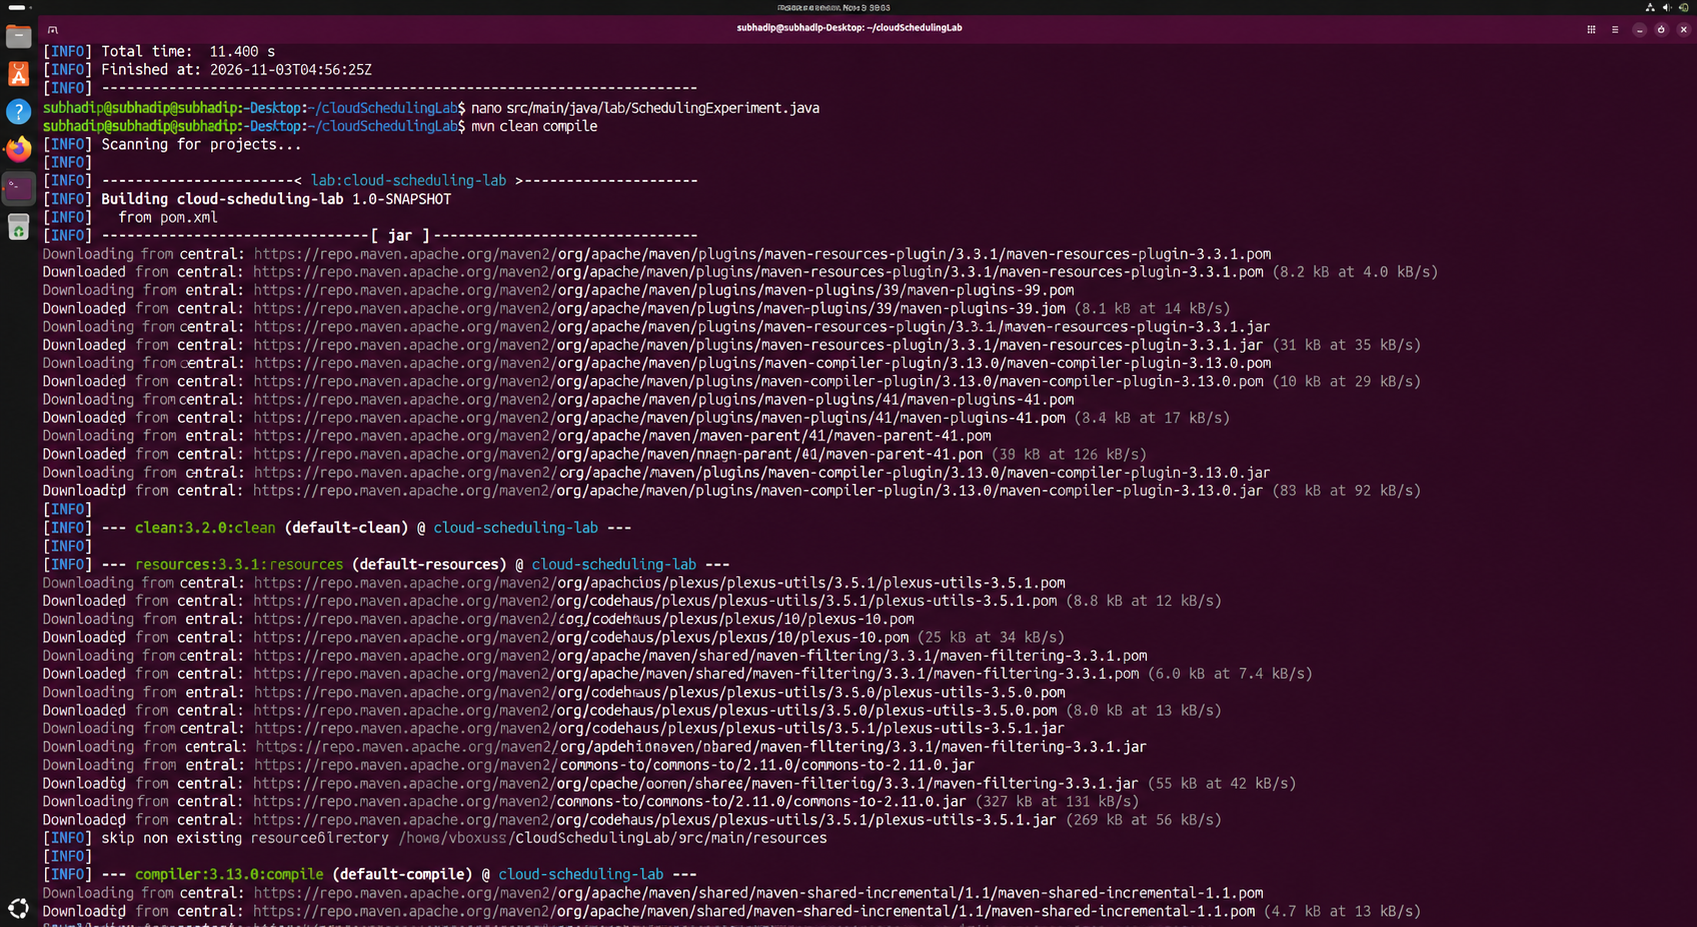 subhadlp@subhadlp-Desktop: ~/cloudSchedulingLab
[INFO] Total time:  11.400 s
[INFO] Finished at: 2026-11-03T04:56:25Z
[INFO] ------------------------------------------------------------------------
subhadip@subhadip@subhadip:-Desktop:~/cloudSchedulingLab$ nano src/main/java/lab/SchedulingExperiment.java
subhadip@subhadip@subhadip:-Desktop:~/cloudSchedulingLab$ mvn clean compile
[INFO] Scanning for projects...
[INFO]
[INFO] -----------------------< lab:cloud-scheduling-lab >---------------------
[INFO] Building cloud-scheduling-lab 1.0-SNAPSHOT
[INFO]   from pom.xml
[INFO] --------------------------------[ jar ]--------------------------------
Downloading from central: https://repo.maven.apache.org/maven2/org/apache/maven/plugins/maven-resources-plugin/3.3.1/maven-resources-plugin-3.3.1.pom
Downloaded from central: https://repo.maven.apache.org/maven2/org/apache/maven/plugins/maven-resources-plugin/3.3.1/maven-resources-plugin-3.3.1.pom (8.2 kB at 4.0 kB/s)
Downloading from entral: https://repo.maven.apache.org/maven2/org/apache/maven/plugins/maven-plugins/39/maven-plugins-39.pom
Downloaded from central: https://repo.maven.apache.org/maven2/org/apache/maven/plugins/maven-plugins/39/maven-plugins-39.jom (8.1 kB at 14 kB/s)
Downloading from central: https://repo.maven.apache.org/maven2/org/apache/maven/plugins/maven-resources-plugin/3.3.1/maven-resources-plugin-3.3.1.jar
Downloaded from central: https://repo.maven.apache.org/maven2/org/apache/maven/plugins/maven-resources-plugin/3.3.1/maven-resources-plugin-3.3.1.jar (31 kB at 35 kB/s)
Downloading from central: https://repo.maven.apache.org/maven2/org/apache/maven/plugins/maven-compiler-plugin/3.13.0/maven-compiler-plugin-3.13.0.pom
Downloaded from central: https://repo.maven.apache.org/maven2/org/apache/maven/plugins/maven-compiler-plugin/3.13.0/maven-compiler-plugin-3.13.0.pom (10 kB at 29 kB/s)
Downloading from central: https://repo.maven.apache.org/maven2/org/apache/maven/plugins/maven-plugins/41/maven-plugins-41.pom
Downloaded from central: https://repo.maven.apache.org/maven2/org/apache/maven/plugins/maven-plugins/41/maven-plugins-41.pom (3.4 kB at 17 kB/s)
Downloading from entral: https://repo.maven.apache.org/maven2/org/apache/maven/maven-parent/41/maven-parent-41.pom
Downloaded from central: https://repo.maven.apache.org/maven2/org/apache/maven/nnagn-parant/41/maven-parent-41.pon (39 kB at 126 kB/s)
Downloading from central: https://repo.maven.apache.org/maven2/org/apache/maven/plugins/maven-compiler-plugin/3.13.0/maven-compiler-plugin-3.13.0.jar
Downloadtd from central: https://repo.maven.apache.org/maven2/org/apache/maven/plugins/maven-compiler-plugin/3.13.0/maven-compiler-plugin-3.13.0.jar (83 kB at 92 kB/s)
[INFO]
[INFO] --- clean:3.2.0:clean (default-clean) @ cloud-scheduling-lab ---
[INFO]
[INFO] --- resources:3.3.1:resources (default-resources) @ cloud-scheduling-lab ---
Downloading from central: https://repo.maven.apache.org/maven2/org/apachcius/plexus/plexus-utils/3.5.1/plexus-utils-3.5.1.pom
Downloaded from central: https://repo.maven.apache.org/maven2/org/codehaus/plexus/plexus-utils/3.5.1/plexus-utils-3.5.1.pom (8.8 kB at 12 kB/s)
Downloading from entral: https://repo.maven.apache.org/maven2/org/codehaus/plexus/plexus/10/plexus-10.pom
Downloaded from central: https://repo.maven.apache.org/maven2/org/codehaus/plexus/plexus/10/plexus-10.pom (25 kB at 34 kB/s)
Downloading from central: https://repo.maven.apache.org/maven2/org/apache/maven/shared/maven-filtering/3.3.1/maven-filtering-3.3.1.pom
Downloaded from central: https://repo.maven.apache.org/maven2/org/apache/maven/shared/maven-filtering/3.3.1/maven-filtering-3.3.1.pom (6.0 kB at 7.4 kB/s)
Downloading from entral: https://repo.maven.apache.org/maven2/org/codehaus/plexus/plexus-utils/3.5.0/plexus-utils-3.5.0.pom
Downloaded from central: https://repo.maven.apache.org/maven2/org/codehaus/plexus/plexus-utils/3.5.0/plexus-utils-3.5.0.pom (8.0 kB at 13 kB/s)
Downloading from central: https://repo.maven.apache.org/maven2/org/codehaus/plexus/plexus-utils/3.5.1/plexus-utils-3.5.1.jar
Downloading from central: https://repo.maven.apache.org/maven2/ /maven-flltering/3.3.1/maven-filtering-3.3.1.jar
Downloading from entral: https://repo.maven.apache.org/maven2/commons-to/commons-to/2.11.0/commons-to-2.11.0.jar
Downloaded from central: https://repo.maven.apache.org/maven2/org/apache/ /shared/maven-filtering/3.3.1/maven-filtering-3.3.1.jar (55 kB at 42 kB/s)
Downloading from central: https://repo.maven.apache.org/maven2/commons-to/commons-to/2.11.0/commons-1o-2.11.0.jar (327 kB at 131 kB/s)
Downloaded from central: https://repo.maven.apache.org/maven2/org/codehaus/plexus/plexus-utils/3.5.1/plexus-utils-3.5.1.jar (269 kB at 56 kB/s)
[INFO] skip non existing resource6lrectory /howa/vboxuss/CloudSchedulingLab/src/main/resources
[INFO]
[INFO] --- compiler:3.13.0:compile (default-compile) @ cloud-scheduling-lab ---
Downloading from central: https://repo.maven.apache.org/maven2/org/apache/maven/shared/maven-shared-incremental/1.1/maven-shared-incremental-1.1.pom
Downloadtd from central: https://repo.maven.apache.org/maven2/org/apache/maven/shared/maven-shared-incremental/1.1/maven-shared-incremental-1.1.pom (4.7 kB at 13 kB/s)